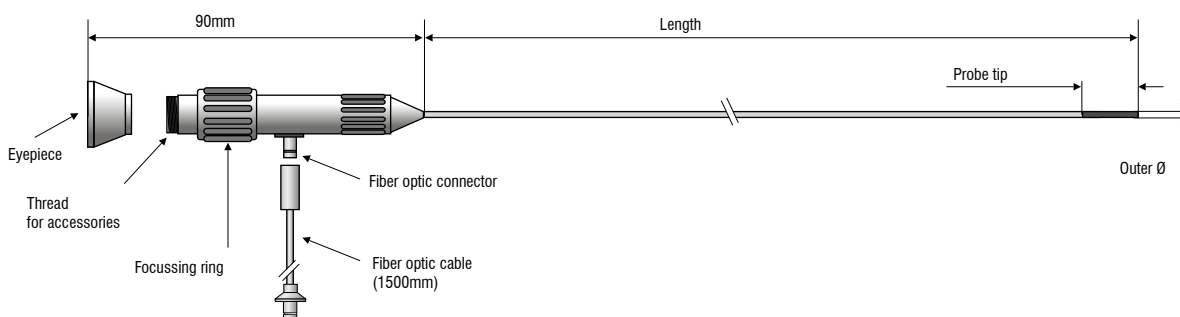 90mm
Length
Probe tip
Eyepiece
Fiber optic connector
Outer Ø
Thread
for accessories
Focussing ring
Fiber optic cable
(1500mm)